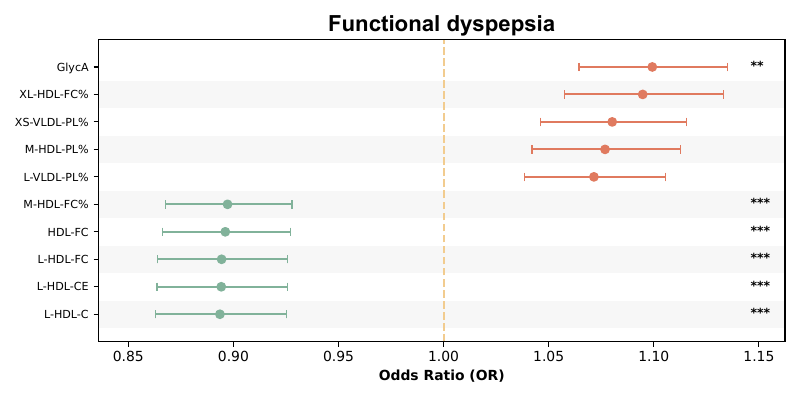 Functional dyspepsia
GlycA **
XL-HDL-FC%
XS-VLDL-PL%
M-HDL-PL%
L-VLDL-PL%
M-HDL-FC% ***
HDL-FC ***
L-HDL-FC ***
L-HDL-CE ***
L-HDL-C ***
0.85 0.90 0.95 1.00 1.05 1.10 1.15
Odds Ratio (OR)